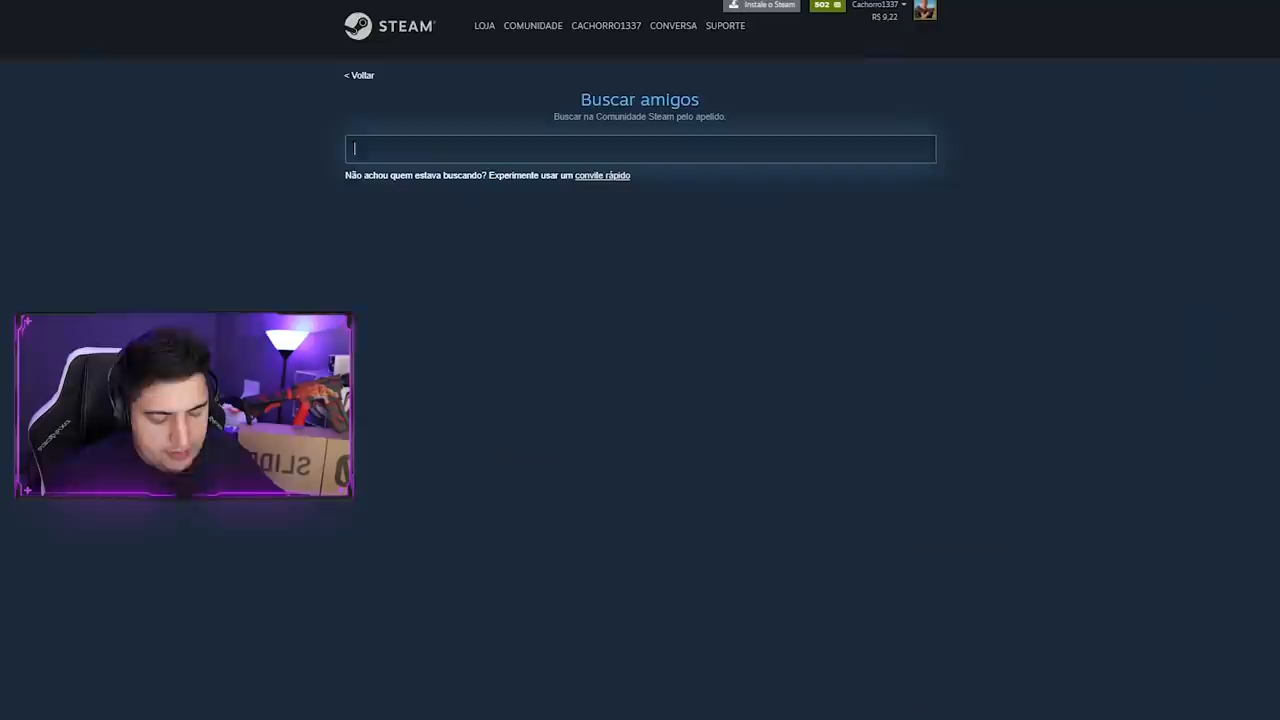 Instale o Steam
502
Cachorro1337
R$ 9,22
STEAM
LOJA COMUNIDADE CACHORRO1337 CONVERSA SUPORTE
< Voltar
Buscar amigos
Buscar na Comunidade Steam pelo apelido.
Não achou quem estava buscando? Experimente usar um convite rápido